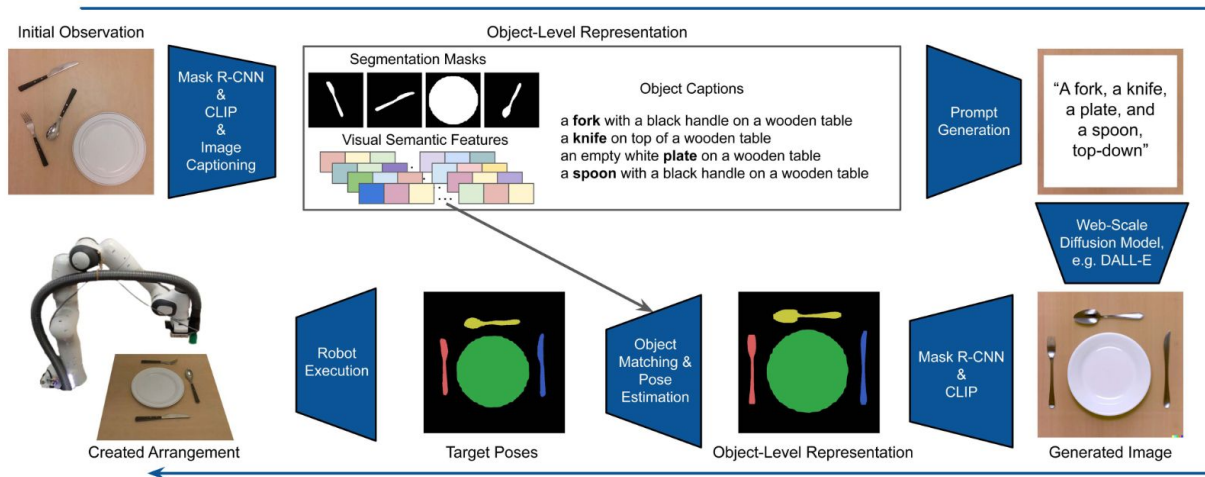 Initial Observation
Mask R-CNN
&
CLIP
&
Image
Captioning
Object-Level Representation
Segmentation Masks
Visual Semantic Features
Object Captions
a fork with a black handle on a wooden table
a knife on top of a wooden table
an empty white plate on a wooden table
a spoon with a black handle on a wooden table
Prompt
Generation
“A fork, a knife,
a plate, and
a spoon,
top-down”
Web-Scale
Diffusion Model,
e.g. DALL-E
Generated Image
Mask R-CNN
&
CLIP
Object-Level Representation
Object
Matching &
Pose
Estimation
Target Poses
Robot
Execution
Created Arrangement